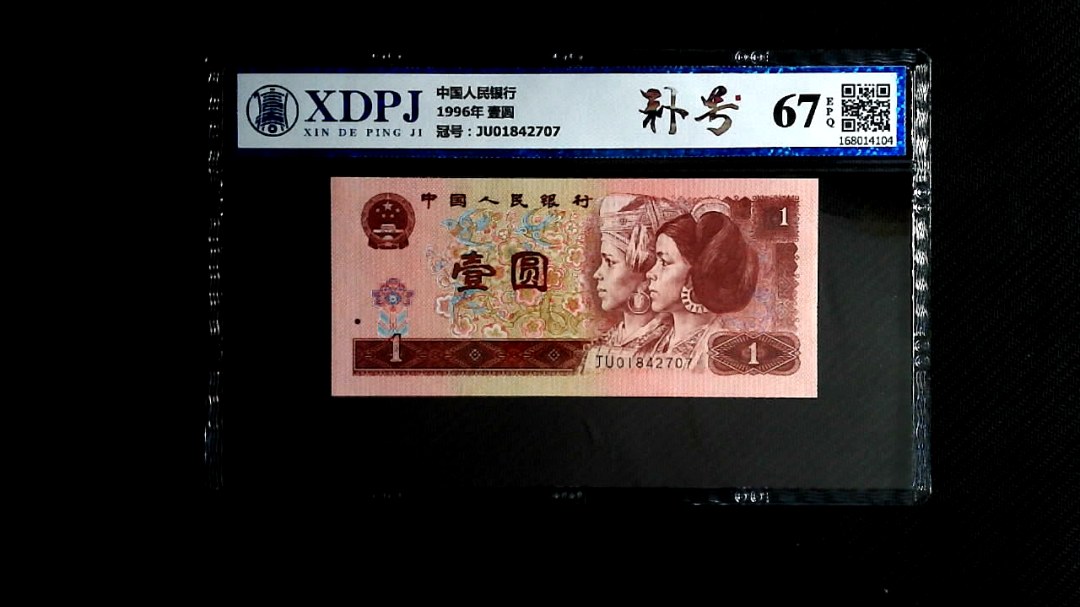 XDPJ
XIN DE PING JI
中国人民银行
1996年 壹圆
冠号：JU01842707
补号
67
EPQ
168014104
中国人民银行
1
壹圆
1
JU01842707
1